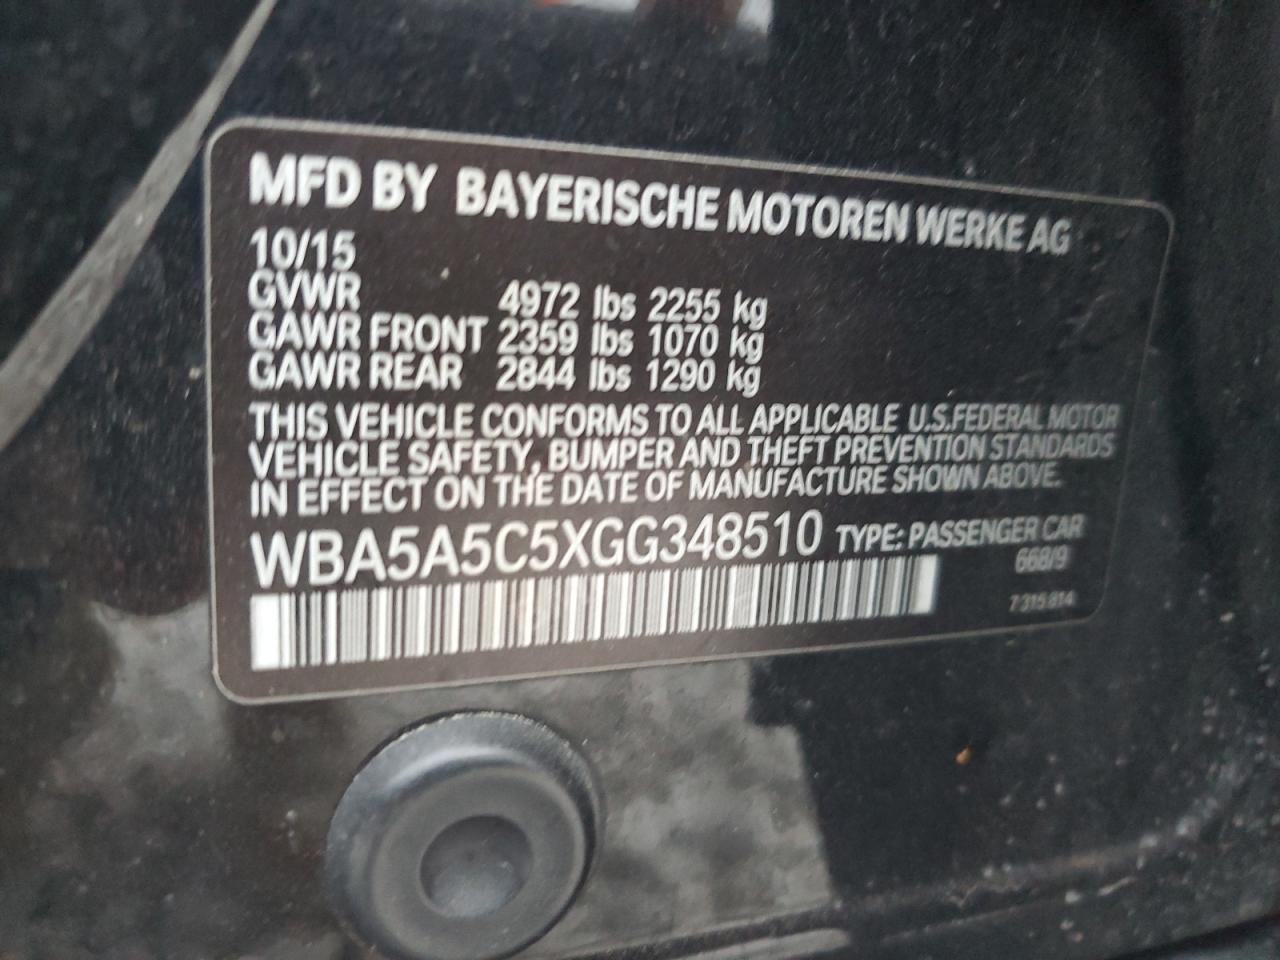 MFD BY BAYERISCHE MOTOREN WERKE AG
10/15
GVWR 4972 lbs 2255 kg
GAWR FRONT 2359 lbs 1070 kg
GAWR REAR 2844 lbs 1290 kg
THIS VEHICLE CONFORMS TO ALL APPLICABLE U.S.FEDERAL MOTOR
VEHICLE SAFETY, BUMPER AND THEFT PREVENTION STANDARDS
IN EFFECT ON THE DATE OF MANUFACTURE SHOWN ABOVE.
WBA5A5C5XGG348510 TYPE: PASSENGER CAR
668/9
7 315 814